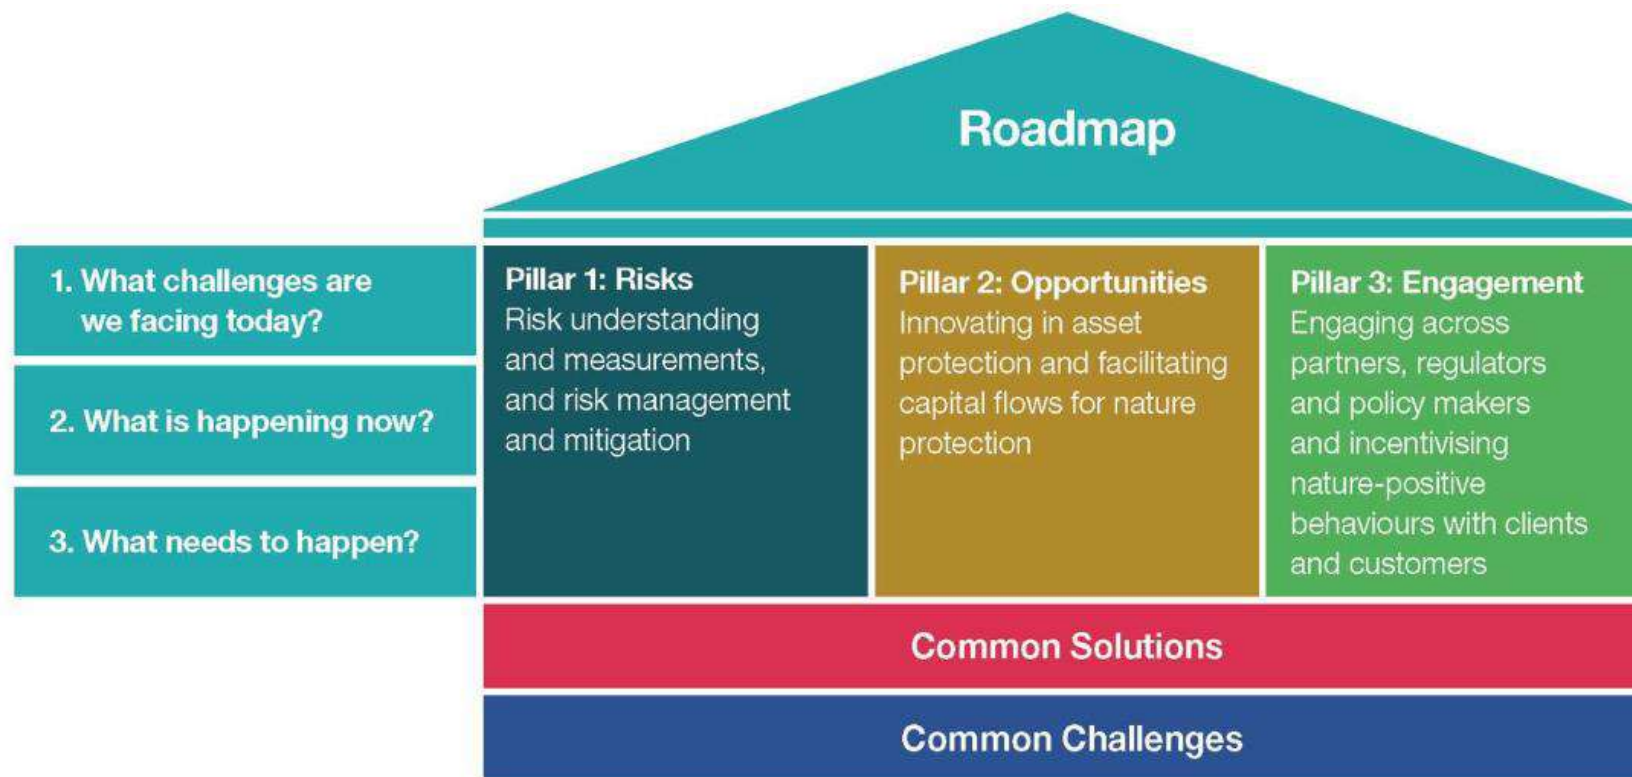 Roadmap
1. What challenges are
we facing today?
2. What is happening now?
3. What needs to happen?
Pillar 1: Risks
Risk understanding
and measurements,
and risk management
and mitigation
Pillar 2: Opportunities
Innovating in asset
protection and facilitating
capital flows for nature
protection
Pillar 3: Engagement
Engaging across
partners, regulators
and policy makers
and incentivising
nature-positive
behaviours with clients
and customers
Common Solutions
Common Challenges